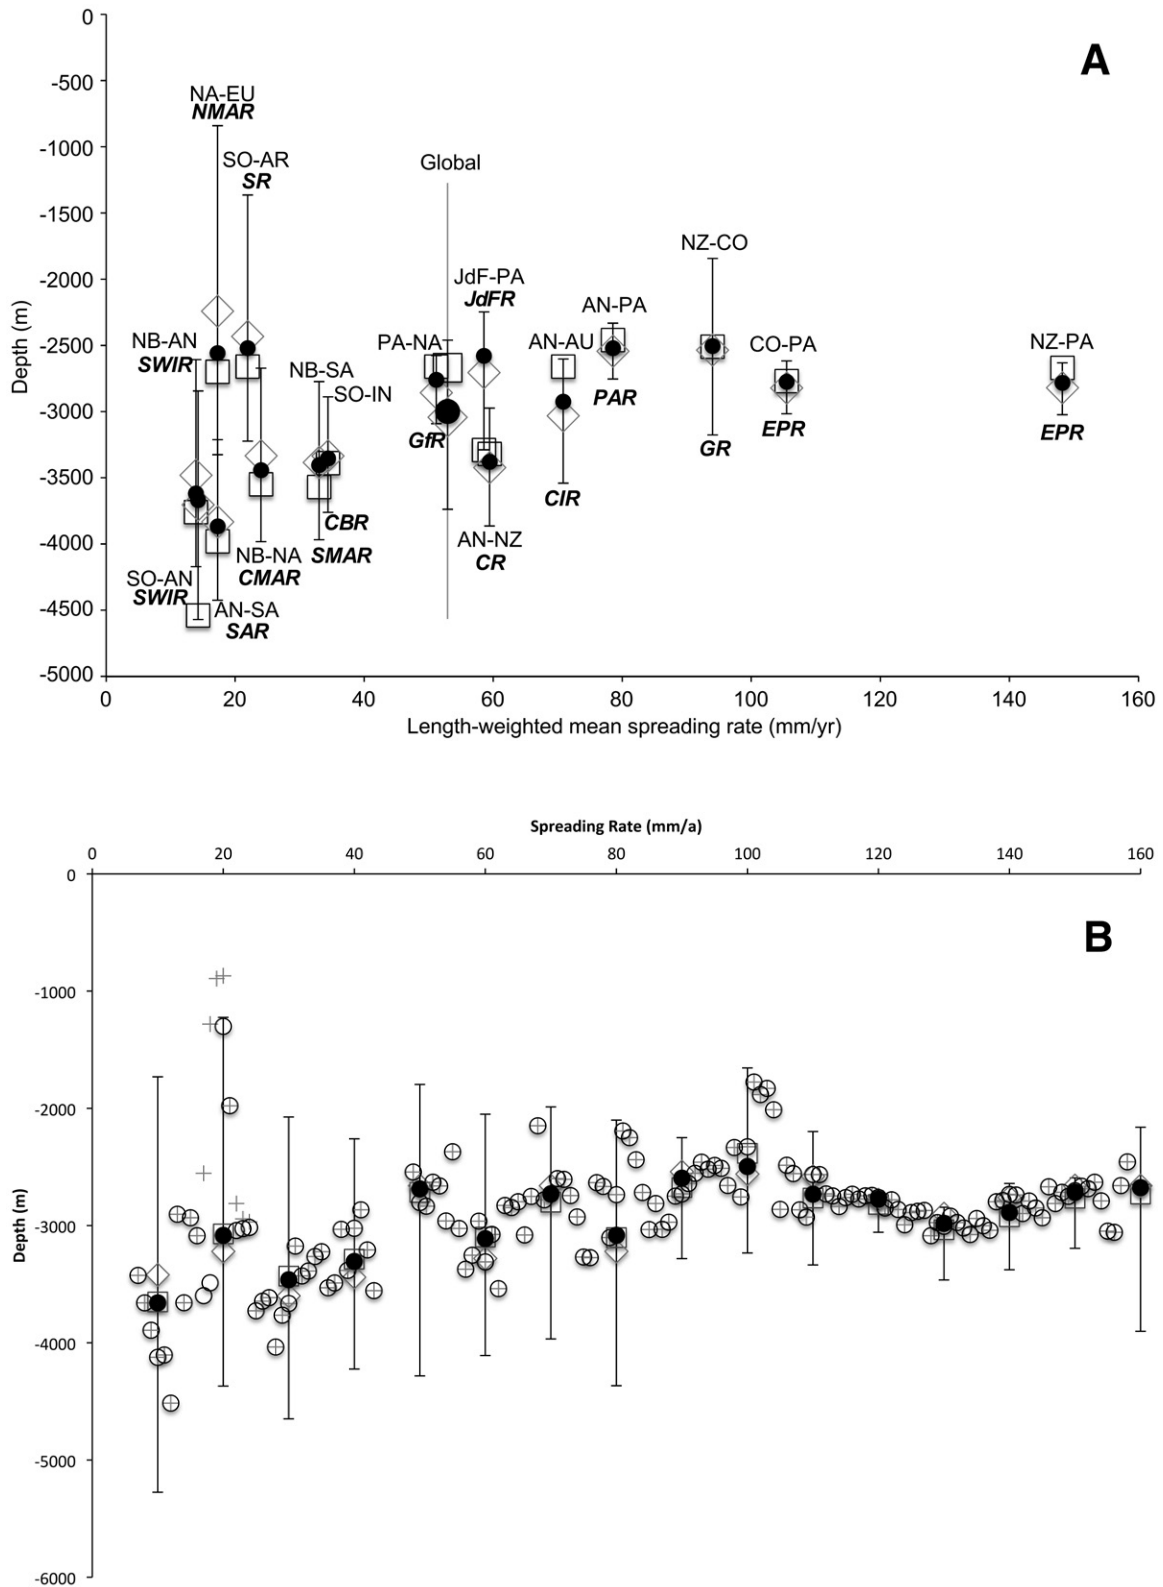 A
0
-500
-1000
-1500
-2000
-2500
-3000
-3500
-4000
-4500
-5000
Depth (m)
NA-EU
NMAR
SO-AR
SR
Global
NZ-CO
JdF-PA
JdFR
AN-PA
NB-AN
SWIR
PA-NA
AN-AU
CO-PA
NZ-PA
NB-SA
SO-IN
PAR
GfR
GR
EPR
EPR
CIR
CBR
SMAR
AN-NZ
CR
NB-NA
CMAR
SO-AN
SWIR
AN-SA
SAR
0 20 40 60 80 100 120 140 160
Length-weighted mean spreading rate (mm/yr)
Spreading Rate (mm/a)
0 20 40 60 80 100 120 140 160
B
0
-1000
-2000
-3000
-4000
-5000
-6000
Depth (m)